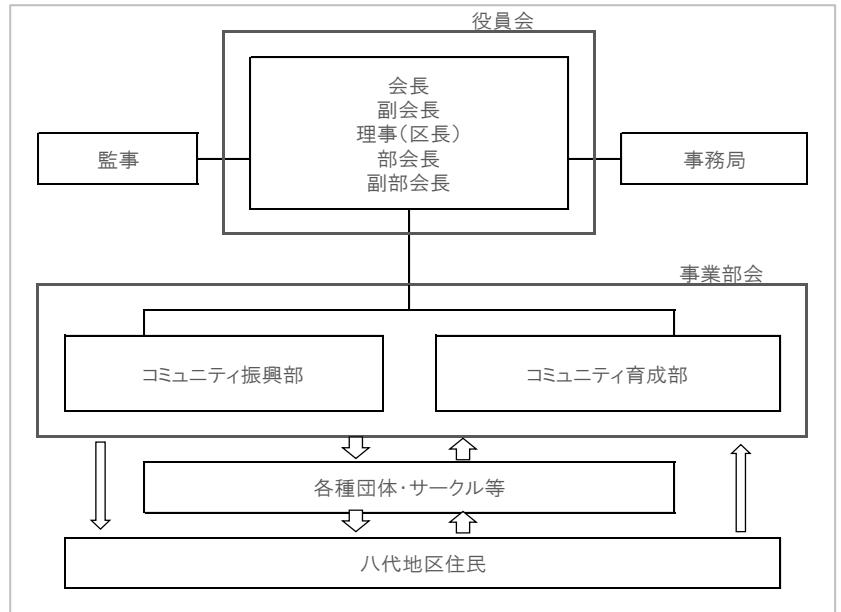 役員会
会長
副会長
理事(区長)
部会長
副部会長
監事
事務局
事業部会
コミュニティ振興部
コミュニティ育成部
各種団体・サークル等
八代地区住民